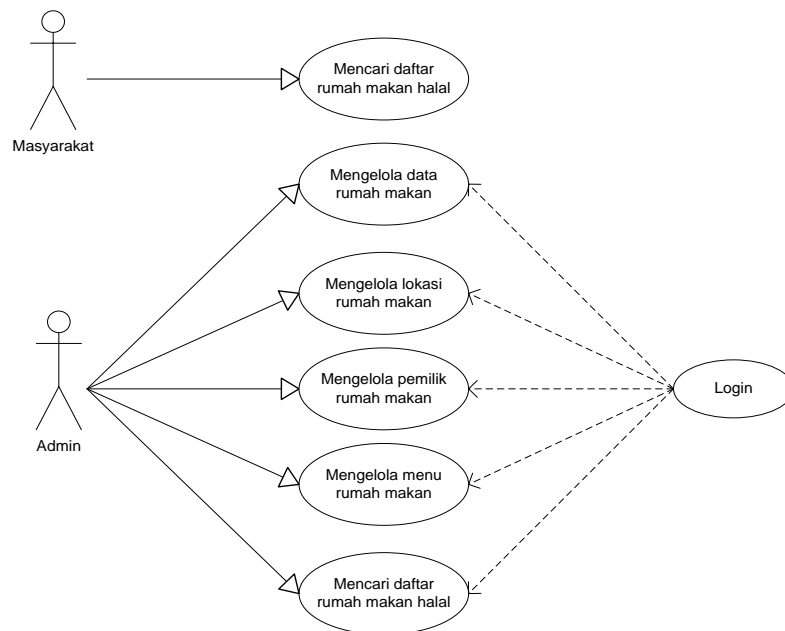 Mencari daftar
rumah makan halal
Masyarakat
Mengelola data
rumah makan
Mengelola lokasi
rumah makan
Mengelola pemilik
rumah makan
Login
Admin
Mengelola menu
rumah makan
Mencari daftar
rumah makan halal